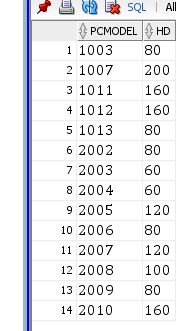 SQL All
PCMODEL HD
1 1003 80
2 1007 200
3 1011 160
4 1012 160
5 1013 80
6 2002 80
7 2003 60
8 2004 60
9 2005 120
10 2006 80
11 2007 120
12 2008 100
13 2009 80
14 2010 160